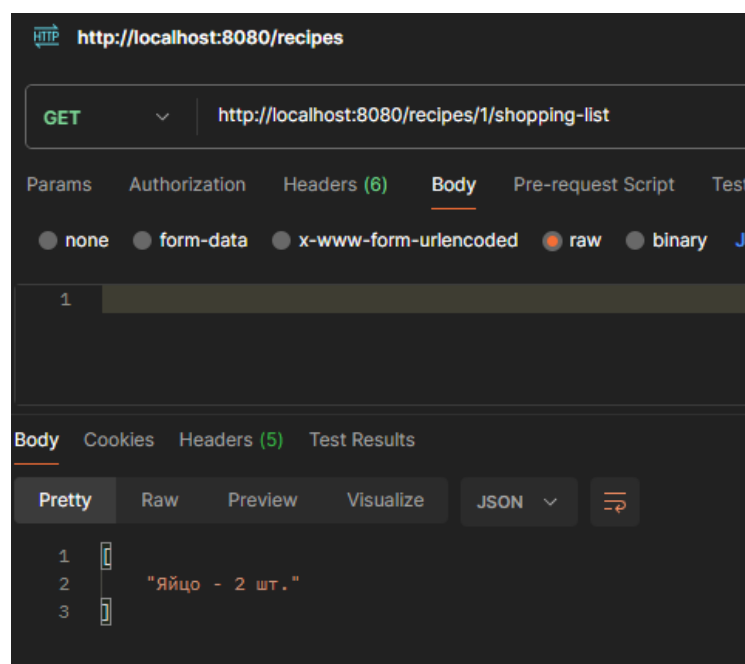 HTTP http://localhost:8080/recipes
GET http://localhost:8080/recipes/1/shopping-list
Params Authorization Headers (6) Body Pre-request Script Test
none form-data x-www-form-urlencoded raw binary J
1
Body Cookies Headers (5) Test Results
Pretty Raw Preview Visualize JSON
1 [
2 "Яйцо - 2 шт."
3 ]